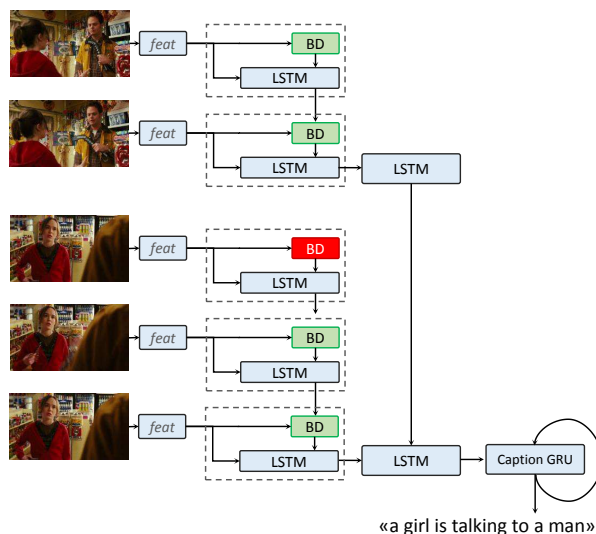 feat
BD
LSTM
feat
BD
LSTM
LSTM
feat
BD
LSTM
feat
BD
LSTM
feat
BD
LSTM
LSTM
Caption GRU
«a girl is talking to a man»